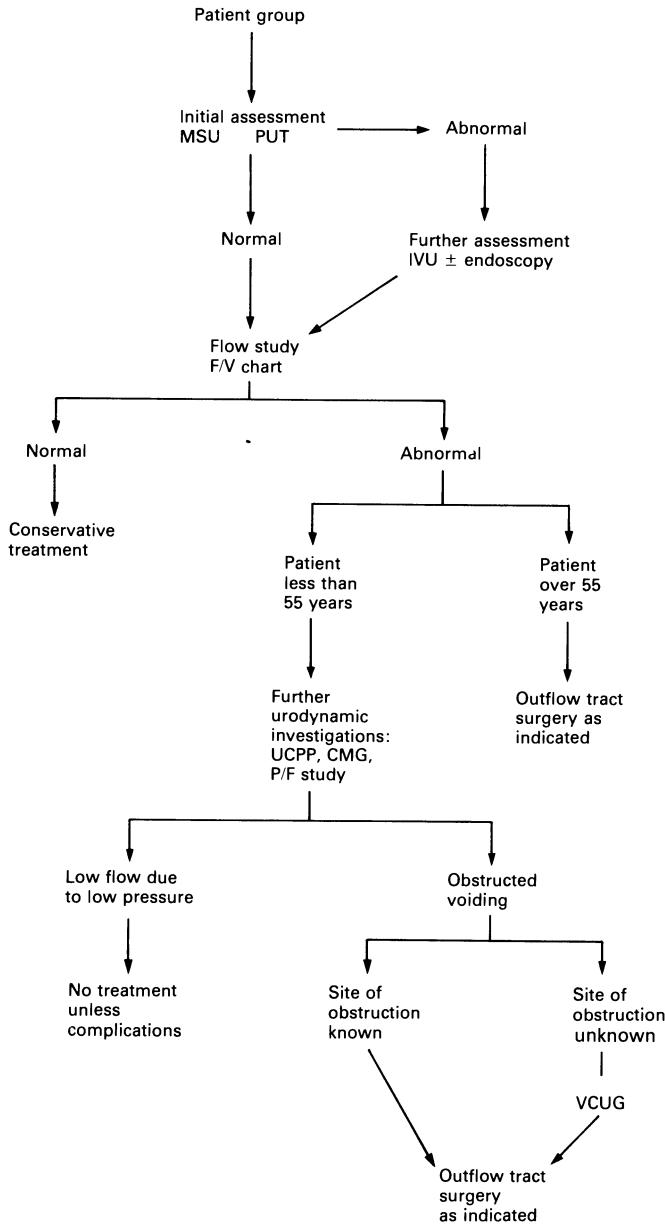 Patient group
Initial assessment
MSU PUT
Abnormal
Normal
Further assessment
IVU ± endoscopy
Flow study
F/V chart
Normal
Abnormal
Conservative
treatment
Patient
less than
55 years
Patient
over 55
years
Further
urodynamic
investigations:
UCPP, CMG,
P/F study
Outflow tract
surgery as
indicated
Low flow due
to low pressure
Obstructed
voiding
No treatment
unless
complications
Site of
obstruction
known
Site of
obstruction
unknown
VCUG
Outflow tract
surgery
as indicated